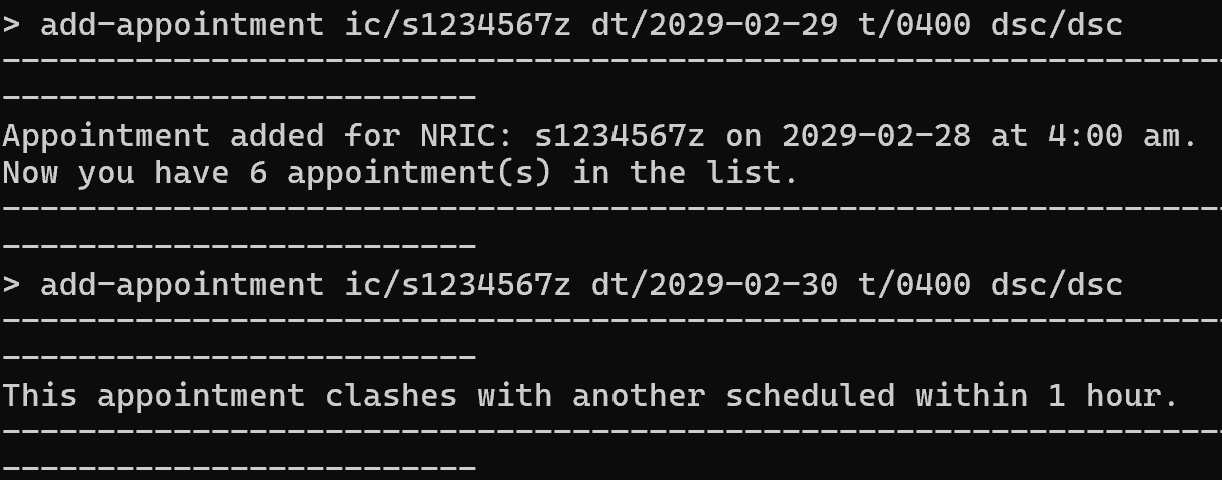 > add-appointment ic/s1234567z dt/2029-02-29 t/0400 dsc/dsc
----------------------------------------------------------------
-------------------------
Appointment added for NRIC: s1234567z on 2029-02-28 at 4:00 am.
Now you have 6 appointment(s) in the list.
----------------------------------------------------------------
-------------------------
> add-appointment ic/s1234567z dt/2029-02-30 t/0400 dsc/dsc
----------------------------------------------------------------
-------------------------
This appointment clashes with another scheduled within 1 hour.
----------------------------------------------------------------
-------------------------